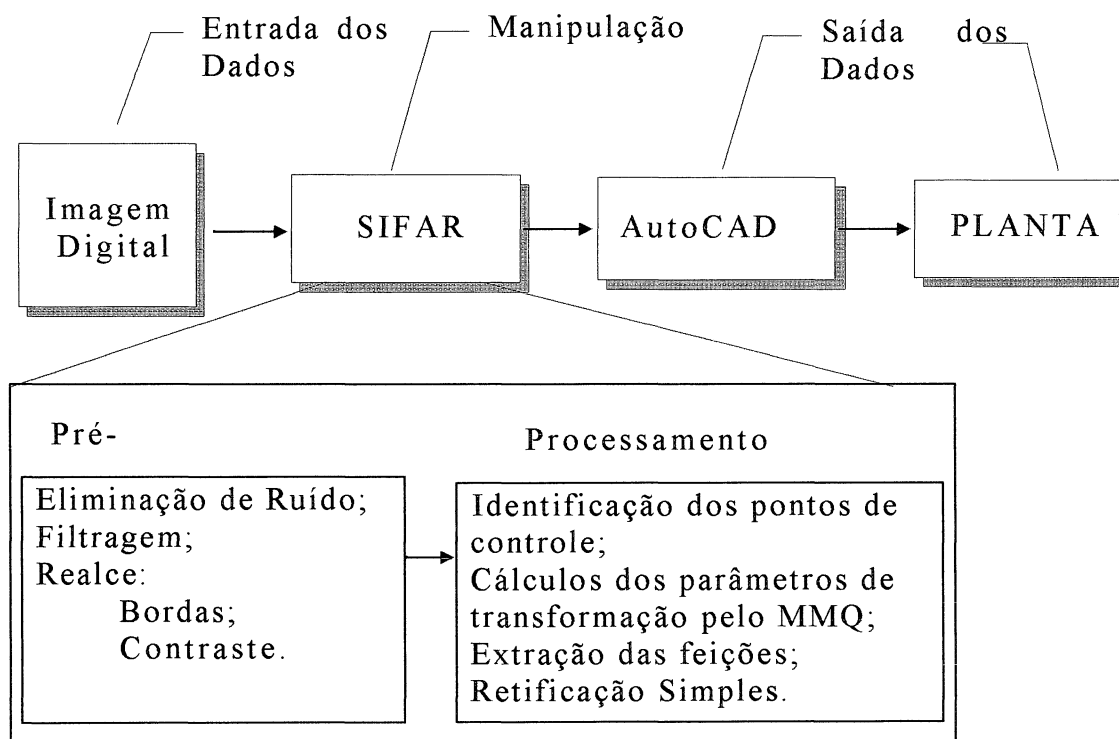 Entrada dos
Dados
Manipulação
Saída dos
Dados
Imagem
Digital
SIFAR
AutoCAD
PLANTA
Pré-
Eliminação de Ruído;
Filtragem;
Realce:
Bordas;
Contraste.
Processamento
Identificação dos pontos de
controle;
Cálculos dos parâmetros de
transformação pelo MMQ;
Extração das feições;
Retificação Simples.